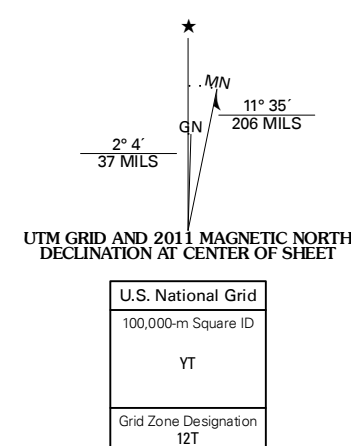 ★
MN
GN
11° 35´
206 MILS
2° 4´
37 MILS
UTM GRID AND 2011 MAGNETIC NORTH
DECLINATION AT CENTER OF SHEET
U.S. National Grid
100,000-m Square ID
YT
Grid Zone Designation
12T